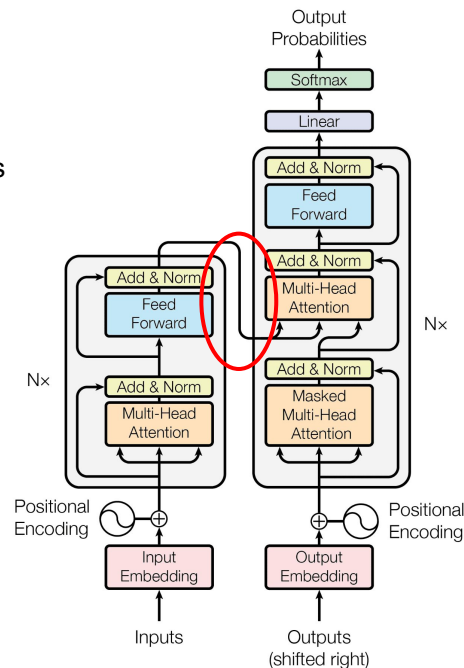 Output
Probabilities
Softmax
Linear
Add & Norm
Feed
Forward
Add & Norm
Multi-Head
Attention
N×
Add & Norm
Masked
Multi-Head
Attention
s
Add & Norm
Feed
Forward
N×
Add & Norm
Multi-Head
Attention
Positional
Encoding
Positional
Encoding
Input
Embedding
Output
Embedding
Inputs
Outputs
(shifted right)